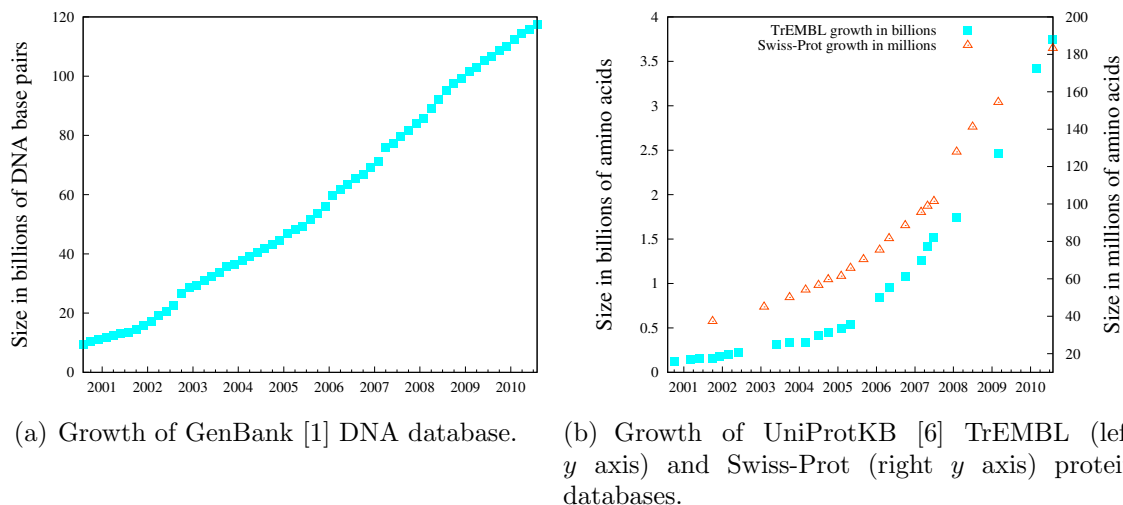 120
100
80
60
40
20
0
Size in billions of DNA base pairs
2001 2002 2003 2004 2005 2006 2007 2008 2009 2010
4
3.5
3
2.5
2
1.5
1
0.5
0
Size in billions of amino acids
TrEMBL growth in billions
Swiss-Prot growth in millions
200
180
160
140
120
100
80
60
40
20
Size in millions of amino acids
2001 2002 2003 2004 2005 2006 2007 2008 2009 2010
(a) Growth of GenBank [1] DNA database.
(b) Growth of UniProtKB [6] TrEMBL (lef
y axis) and Swiss-Prot (right y axis) protei
databases.